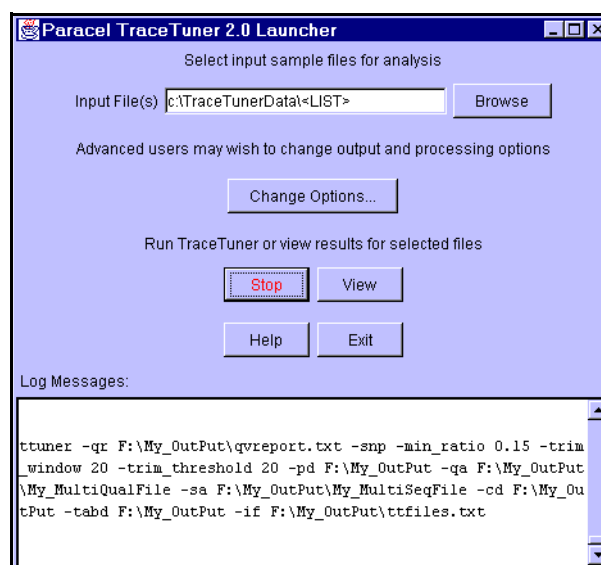 Paracel TraceTuner 2.0 Launcher
Select input sample files for analysis
Input File(s) c:\TraceTunerData\<LIST> Browse
Advanced users may wish to change output and processing options
Change Options...
Run TraceTuner or view results for selected files
Stop View
Help Exit
Log Messages:
ttuner -qr F:\My_OutPut\qvreport.txt -snp -min_ratio 0.15 -trim
_window 20 -trim_threshold 20 -pd F:\My_OutPut -qa F:\My_OutPut
\My_MultiQualFile -sa F:\My_OutPut\My_MultiSeqFile -cd F:\My_Ou
tPut -tabd F:\My_OutPut -if F:\My_OutPut\ttfiles.txt